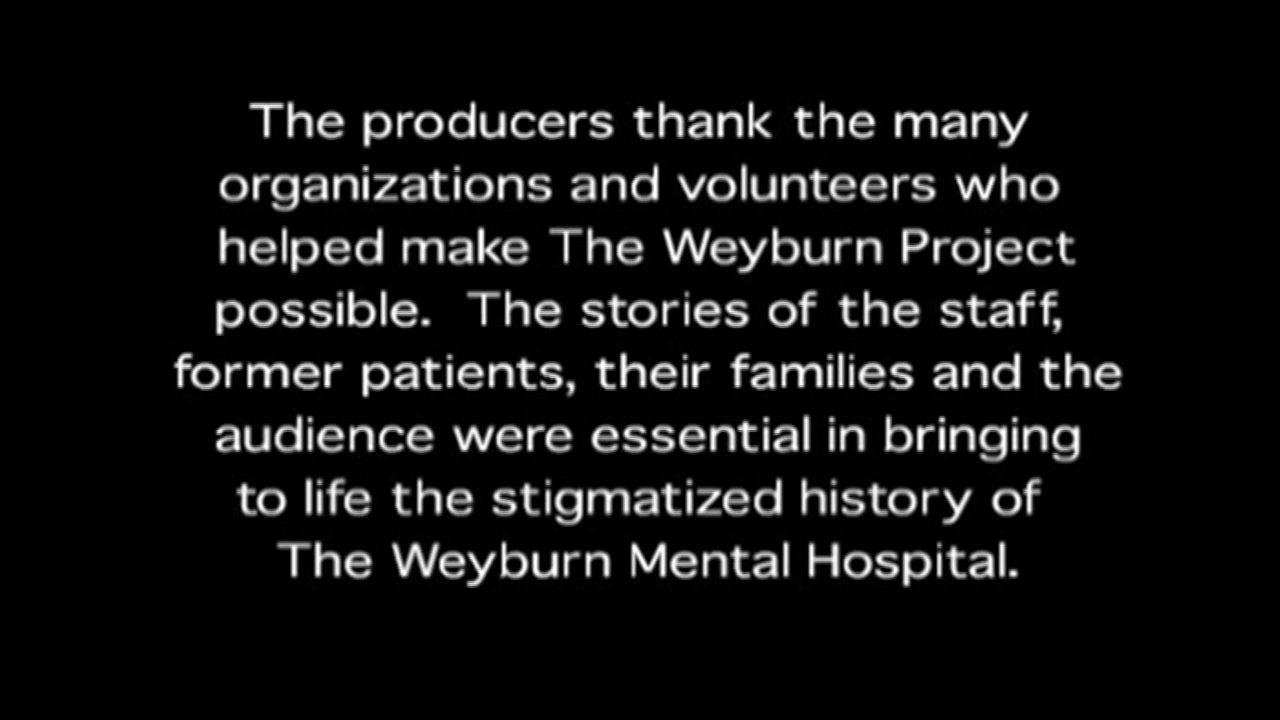 The producers thank the many
organizations and volunteers who
helped make The Weyburn Project
possible.  The stories of the staff,
former patients, their families and the
audience were essential in bringing
to life the stigmatized history of
The Weyburn Mental Hospital.